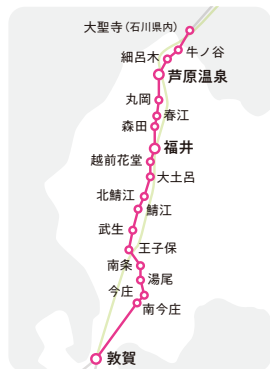 大聖寺（石川県内）
牛ノ谷
細呂木
芦原温泉
丸岡
春江
森田
福井
越前花堂
大土呂
北鯖江
鯖江
武生
王子保
南条
湯尾
今庄
南今庄
敦賀